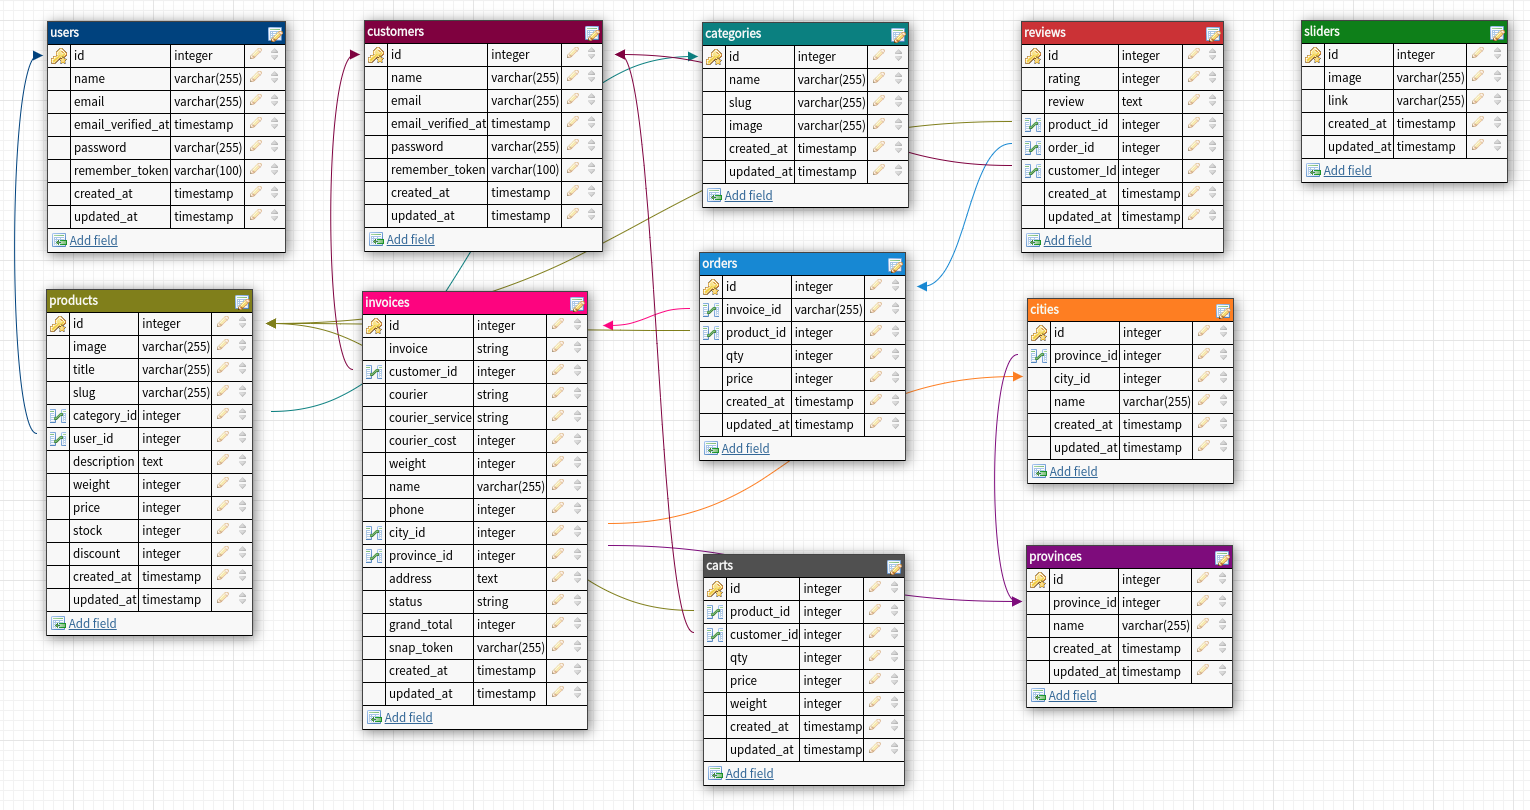 users
id integer
name varchar(255)
email varchar(255)
email_verified_at timestamp
password varchar(255)
remember_token varchar(100)
created_at timestamp
updated_at timestamp
Add field
customers
id integer
name varchar(255)
email varchar(255)
email_verified_at timestamp
password varchar(255)
remember_token varchar(100)
created_at timestamp
updated_at timestamp
Add field
categories
id integer
name varchar(255)
slug varchar(255)
image varchar(255)
created_at timestamp
updated_at timestamp
Add field
reviews
id integer
rating integer
review text
product_id integer
order_id integer
customer_Id integer
created_at timestamp
updated_at timestamp
Add field
sliders
id integer
image varchar(255)
link varchar(255)
created_at timestamp
updated_at timestamp
Add field
products
id integer
image varchar(255)
title varchar(255)
slug varchar(255)
category_id integer
user_id integer
description text
weight integer
price integer
stock integer
discount integer
created_at timestamp
updated_at timestamp
Add field
invoices
id integer
invoice string
customer_id integer
courier string
courier_service string
courier_cost integer
weight integer
name varchar(255)
phone integer
city_id integer
province_id integer
address text
status string
grand_total integer
snap_token varchar(255)
created_at timestamp
updated_at timestamp
Add field
orders
id integer
invoice_id varchar(255)
product_id integer
qty integer
price integer
created_at timestamp
updated_at timestamp
Add field
cities
id integer
province_id integer
city_id integer
name varchar(255)
created_at timestamp
updated_at timestamp
Add field
carts
id integer
product_id integer
customer_id integer
qty integer
price integer
weight integer
created_at timestamp
updated_at timestamp
Add field
provinces
id integer
province_id integer
name varchar(255)
created_at timestamp
updated_at timestamp
Add field